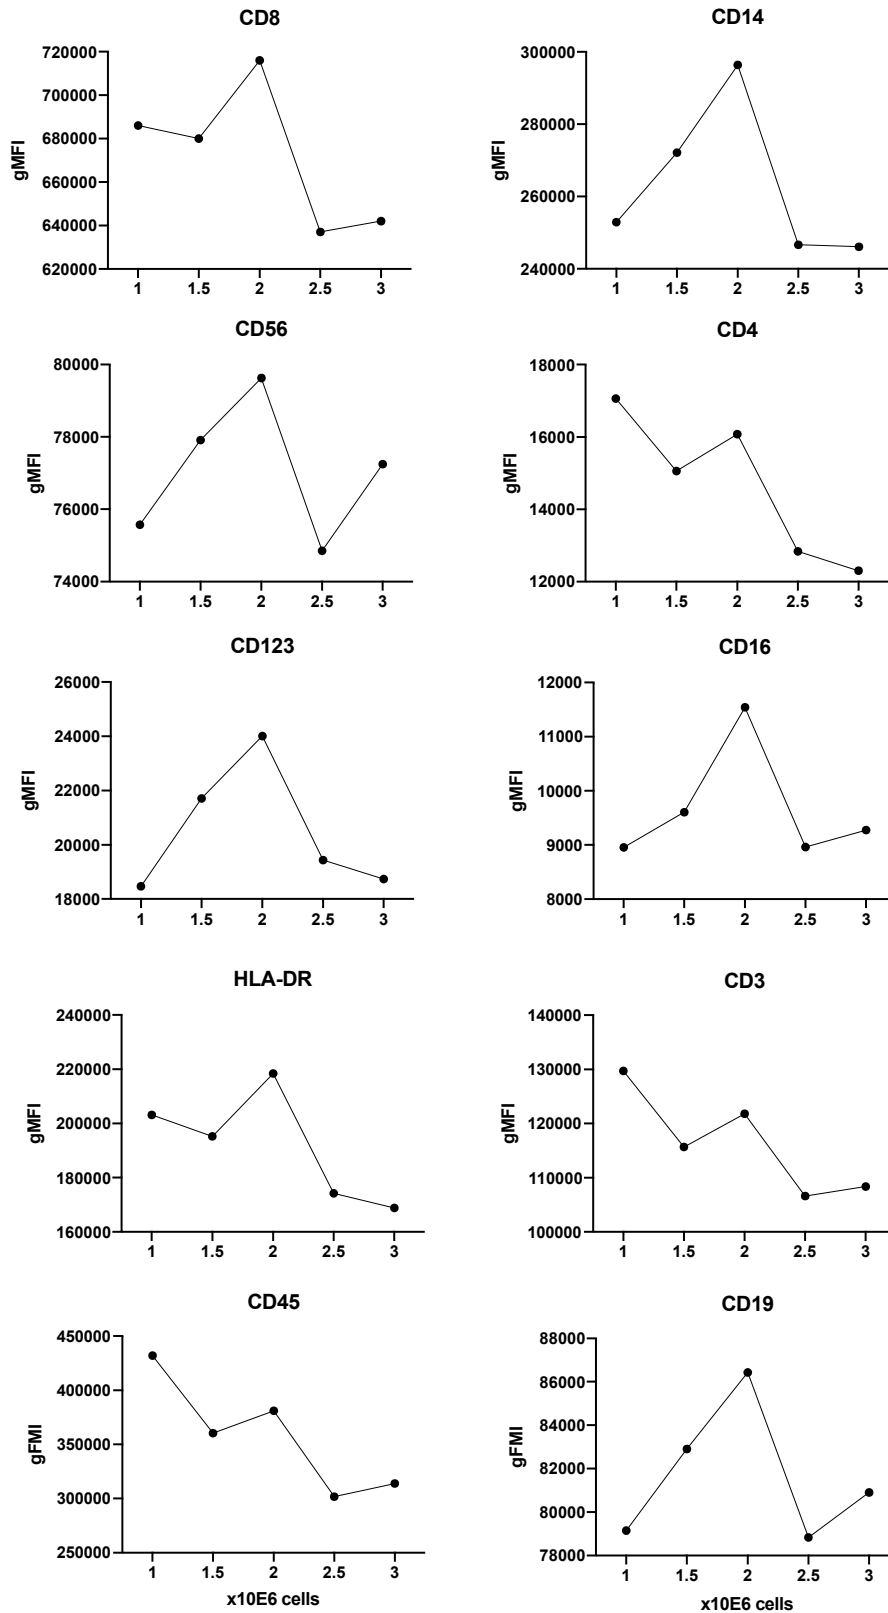 CD8
gMFI
720000
700000
680000
660000
640000
620000
1 1.5 2 2.5 3
CD14
gMFI
300000
280000
260000
240000
1 1.5 2 2.5 3
CD56
gMFI
80000
78000
76000
74000
1 1.5 2 2.5 3
CD4
gMFI
18000
16000
14000
12000
1 1.5 2 2.5 3
CD123
gMFI
26000
24000
22000
20000
18000
1 1.5 2 2.5 3
CD16
gMFI
12000
11000
10000
9000
8000
1 1.5 2 2.5 3
HLA-DR
gMFI
240000
220000
200000
180000
160000
1 1.5 2 2.5 3
CD3
gMFI
140000
130000
120000
110000
100000
1 1.5 2 2.5 3
CD45
gFMI
450000
400000
350000
300000
250000
1 1.5 2 2.5 3
x10E6 cells
CD19
gFMI
88000
86000
84000
82000
80000
78000
1 1.5 2 2.5 3
x10E6 cells